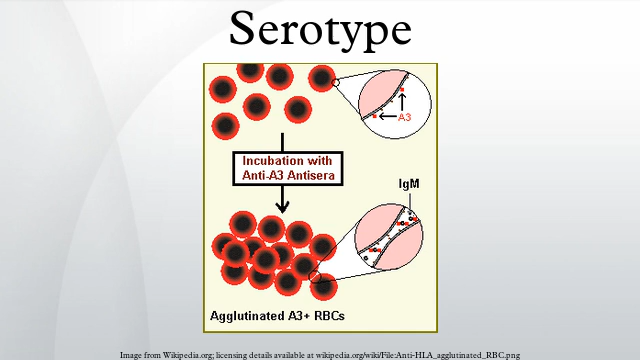 Serotype
A3
Incubation with
Anti-A3 Antisera
IgM
Agglutinated A3+ RBCs
Image from Wikipedia.org; licensing details available at wikipedia.org/wiki/File:Anti-HLA_agglutinated_RBC.png